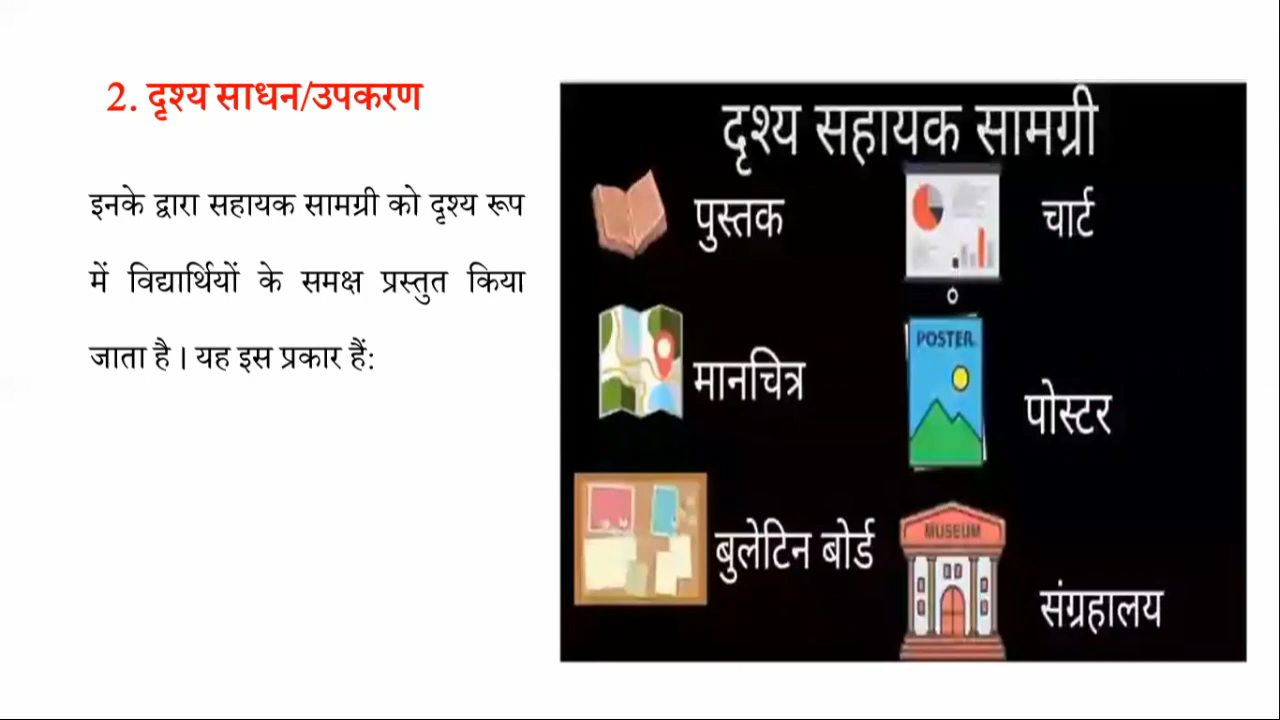 2. दृश्य साधन/उपकरण
इनके द्वारा सहायक सामग्री को दृश्य रूप
में विद्यार्थियों के समक्ष प्रस्तुत किया
जाता है। यह इस प्रकार हैं:
दृश्य सहायक सामग्री
पुस्तक
चार्ट
POSTER
मानचित्र
पोस्टर
बुलेटिन बोर्ड
MUSEUM
संग्रहालय